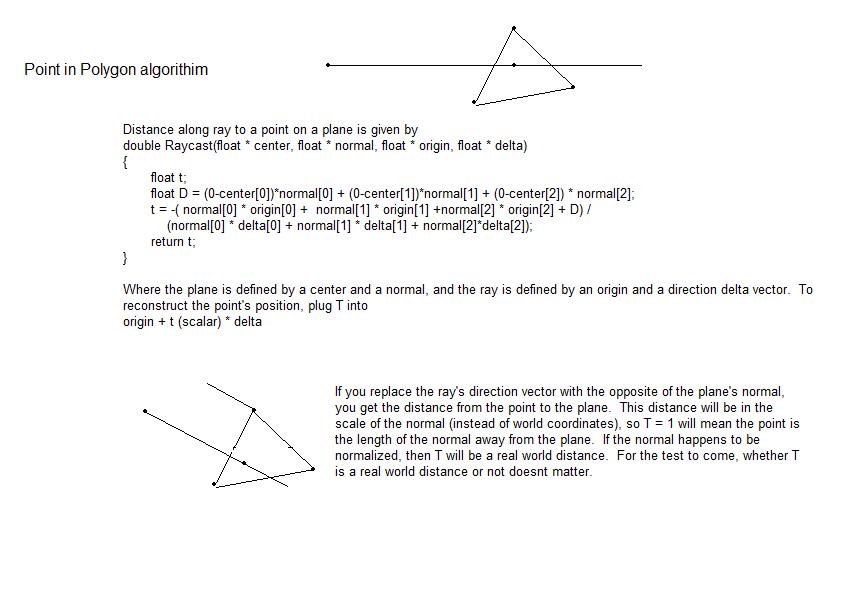 Point in Polygon algorithim
Distance along ray to a point on a plane is given by
double Raycast(float * center, float * normal, float * origin, float * delta)
{
float t;
float D = (0-center[0])*normal[0] + (0-center[1])*normal[1] + (0-center[2]) * normal[2];
t = -( normal[0] * origin[0] +  normal[1] * origin[1] +normal[2] * origin[2] + D) /
(normal[0] * delta[0] + normal[1] * delta[1] + normal[2]*delta[2]);
return t;
}
Where the plane is defined by a center and a normal, and the ray is defined by an origin and a direction delta vector.  To
reconstruct the point's position, plug T into
origin + t (scalar) * delta
If you replace the ray's direction vector with the opposite of the plane's normal,
you get the distance from the point to the plane.  This distance will be in the
scale of the normal (instead of world coordinates), so T = 1 will mean the point is
the length of the normal away from the plane.  If the normal happens to be
normalized, then T will be a real world distance.  For the test to come, whether T
is a real world distance or not doesnt matter.